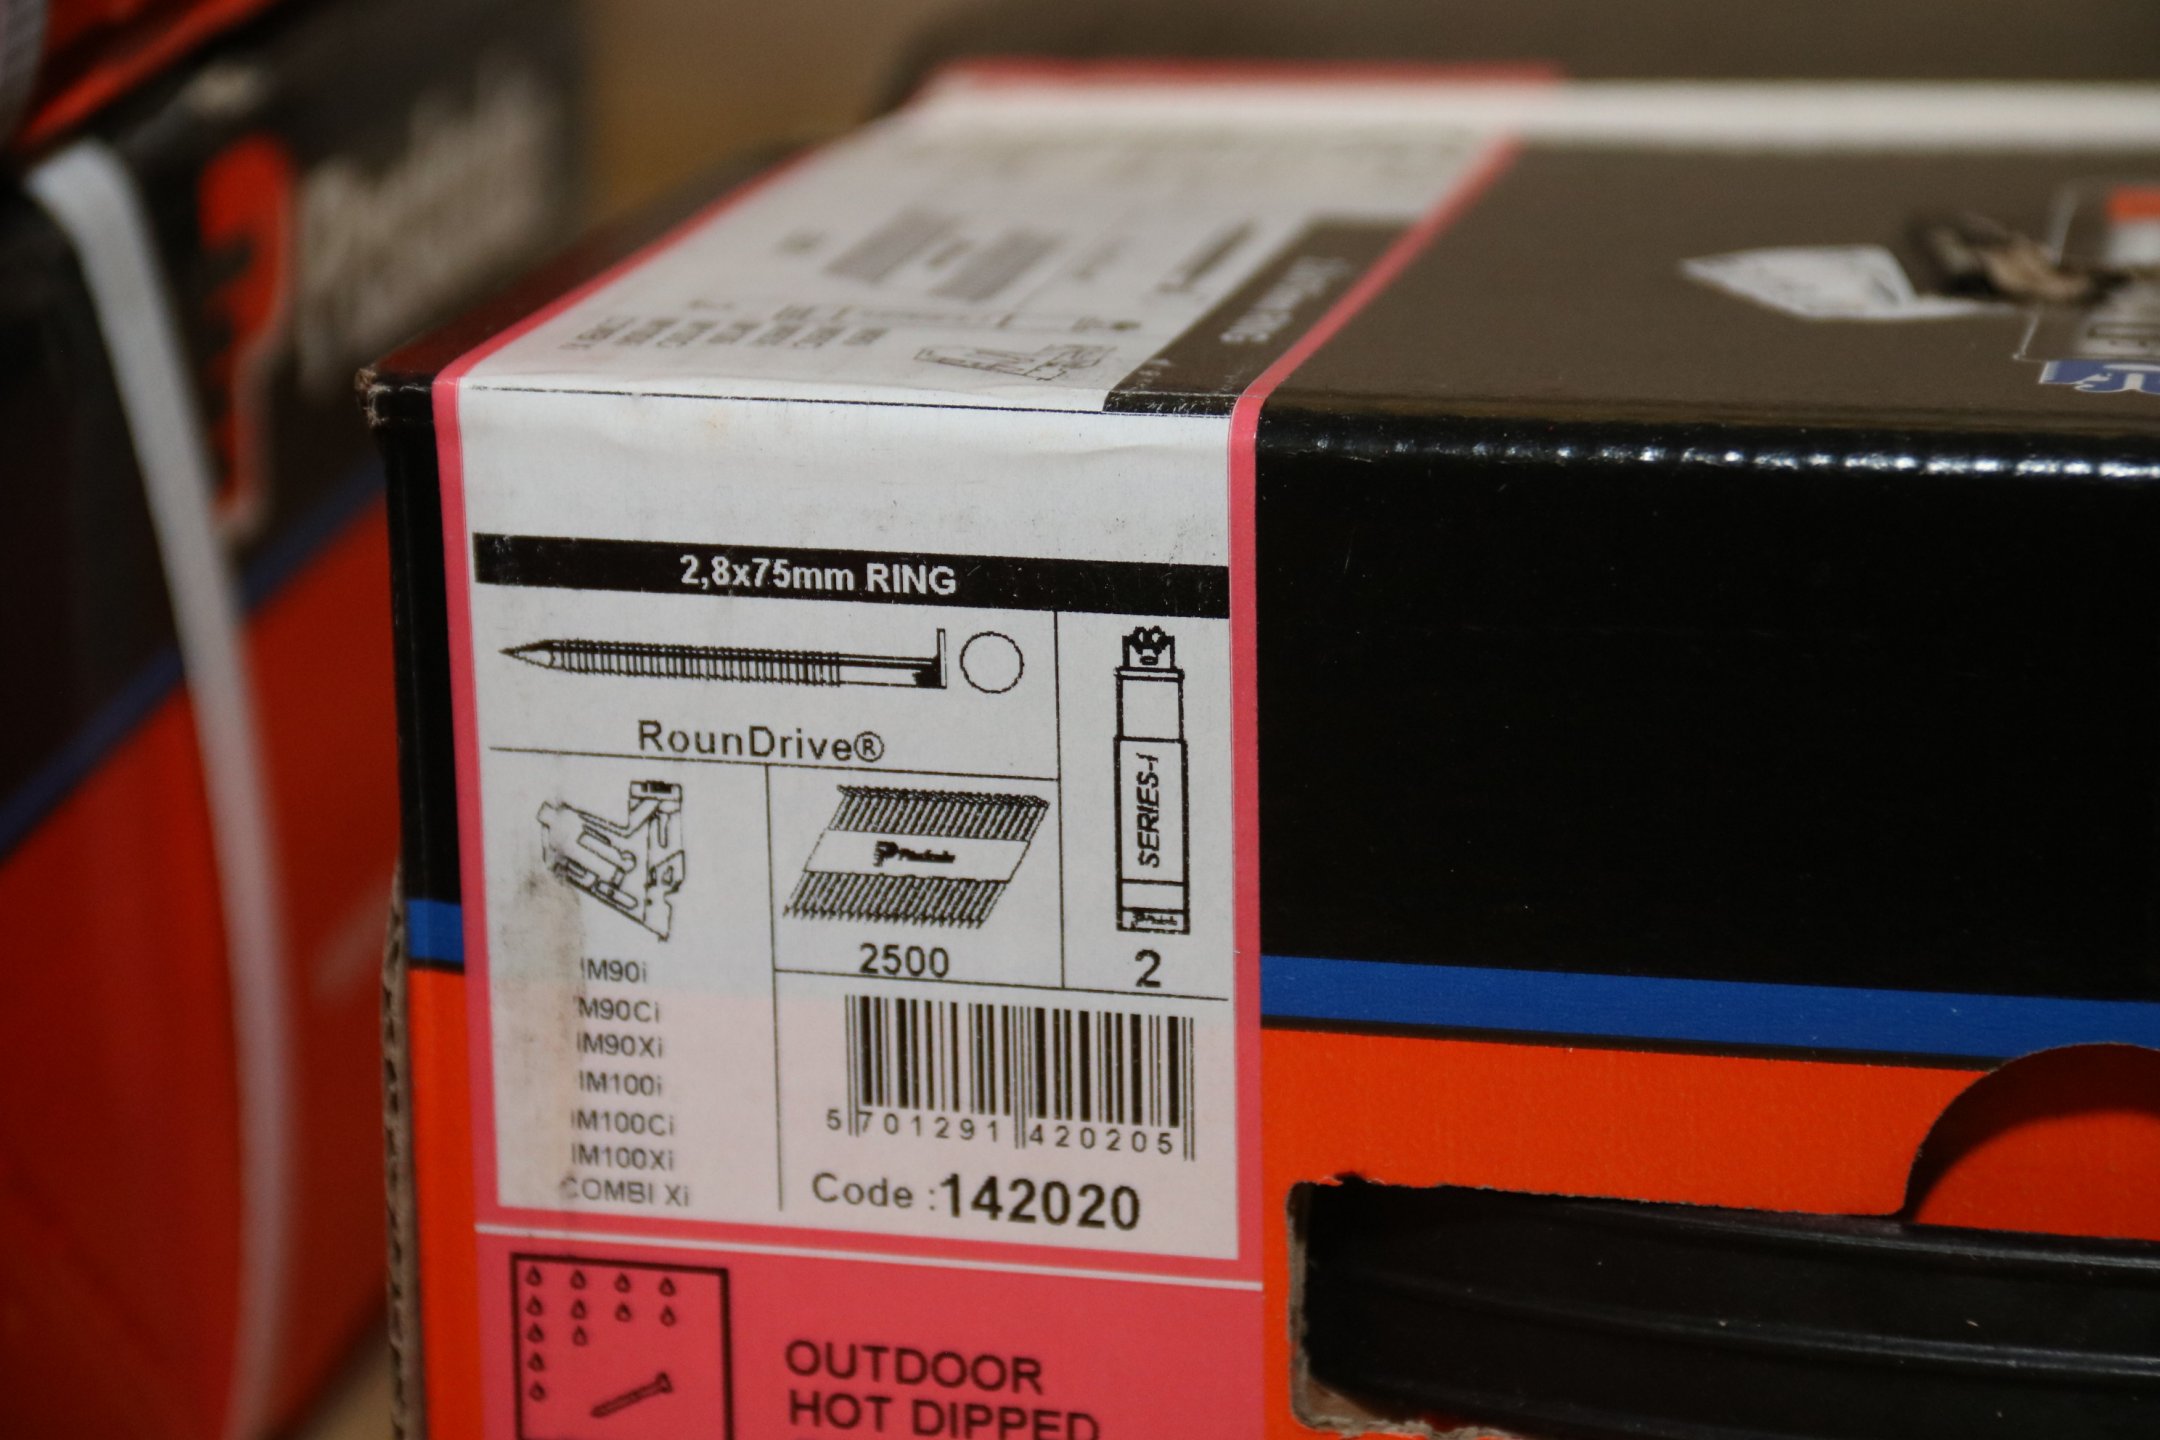 2,8x75mm RING
RounDrive®
SERIES-i
2500
2
IM90i
IM90Ci
IM90Xi
IM100i
IM100Ci
IM100Xi
COMBI Xi
5 701291 420205
Code :142020
OUTDOOR
HOT DIPPED